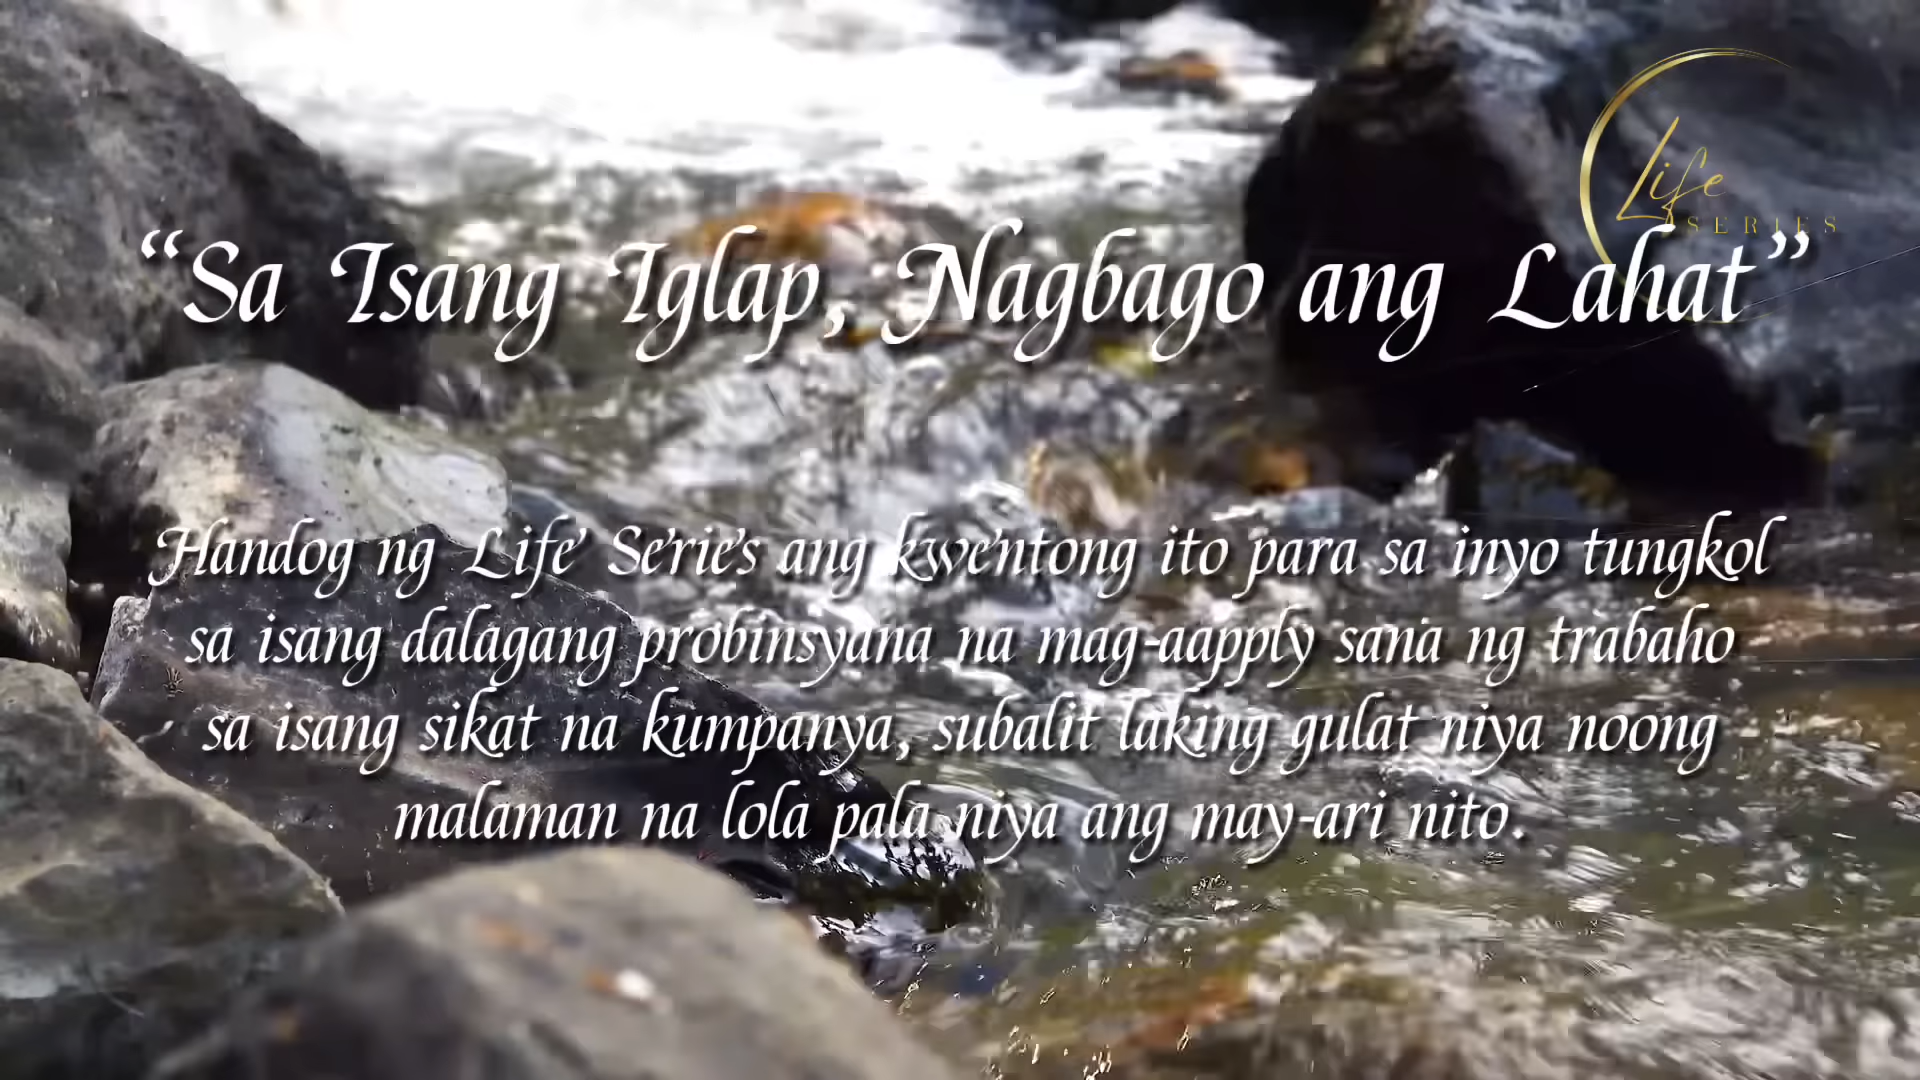 Life
SERIES
“Sa Isang Iglap, Nagbago ang Lahat”
Handog ng Life Series ang kwentong ito para sa inyo tungkol
sa isang dalagang probinsyana na mag-aapply sana ng trabaho
sa isang sikat na kumpanya, subalit laking gulat niya noong
malaman na lola pala niya ang may-ari nito.